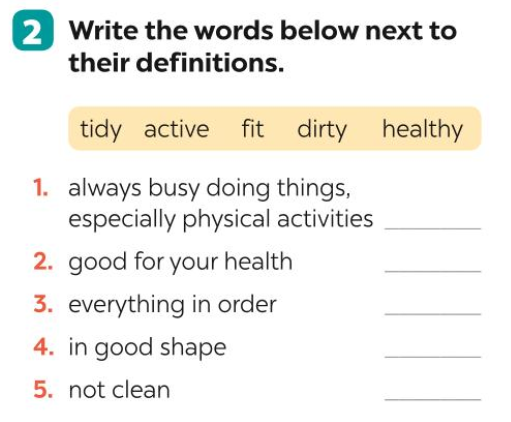 2 Write the words below next to
their definitions.
tidy active fit dirty healthy
1. always busy doing things,
especially physical activities
2. good for your health
3. everything in order
4. in good shape
5. not clean